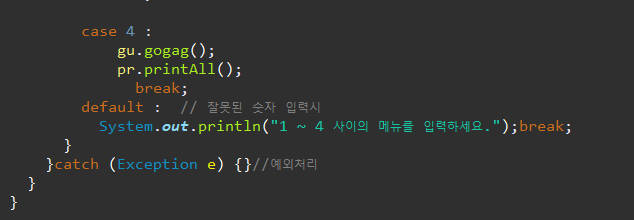 case 4 :
gu.gogag();
pr.printAll();
break;
default :  // 잘못된 숫자 입력시
System.out.println("1 ~ 4 사이의 메뉴를 입력하세요.");break;
}
}catch (Exception e) {}//예외처리
}
}